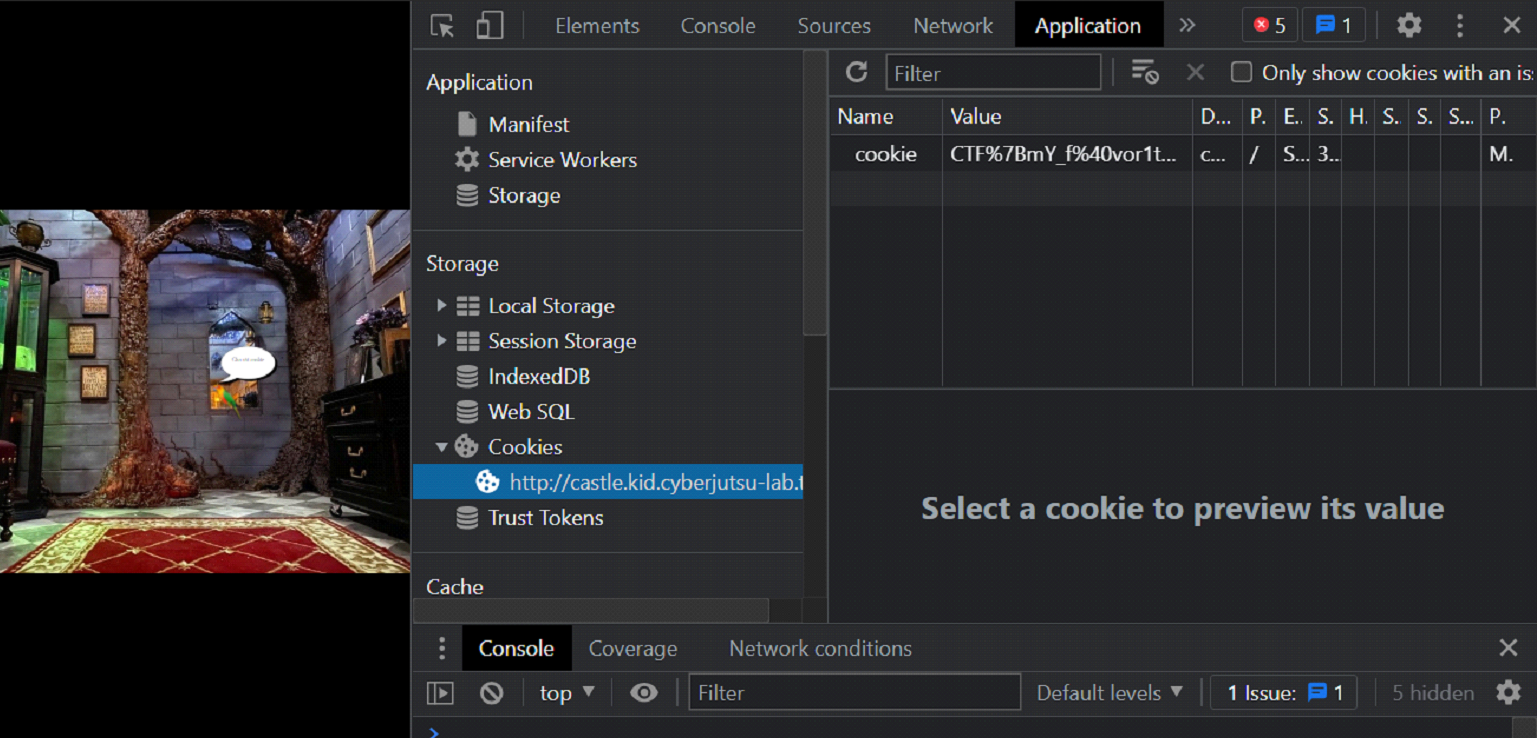 Elements Console Sources Network Application » 5 1
Application
Manifest
Service Workers
Storage
Storage
Local Storage
Session Storage
IndexedDB
Web SQL
Cookies
http://castle.kid.cyberjutsu-lab.t
Trust Tokens
Cache
Filter Only show cookies with an is
Name Value D... P. E.. S. H. S.. S. S... P.
cookie CTF%7BmY_f%40vor1t... c... / S... 3... M.
Select a cookie to preview its value
Console Coverage Network conditions
top Filter Default levels 1 Issue: 1 5 hidden